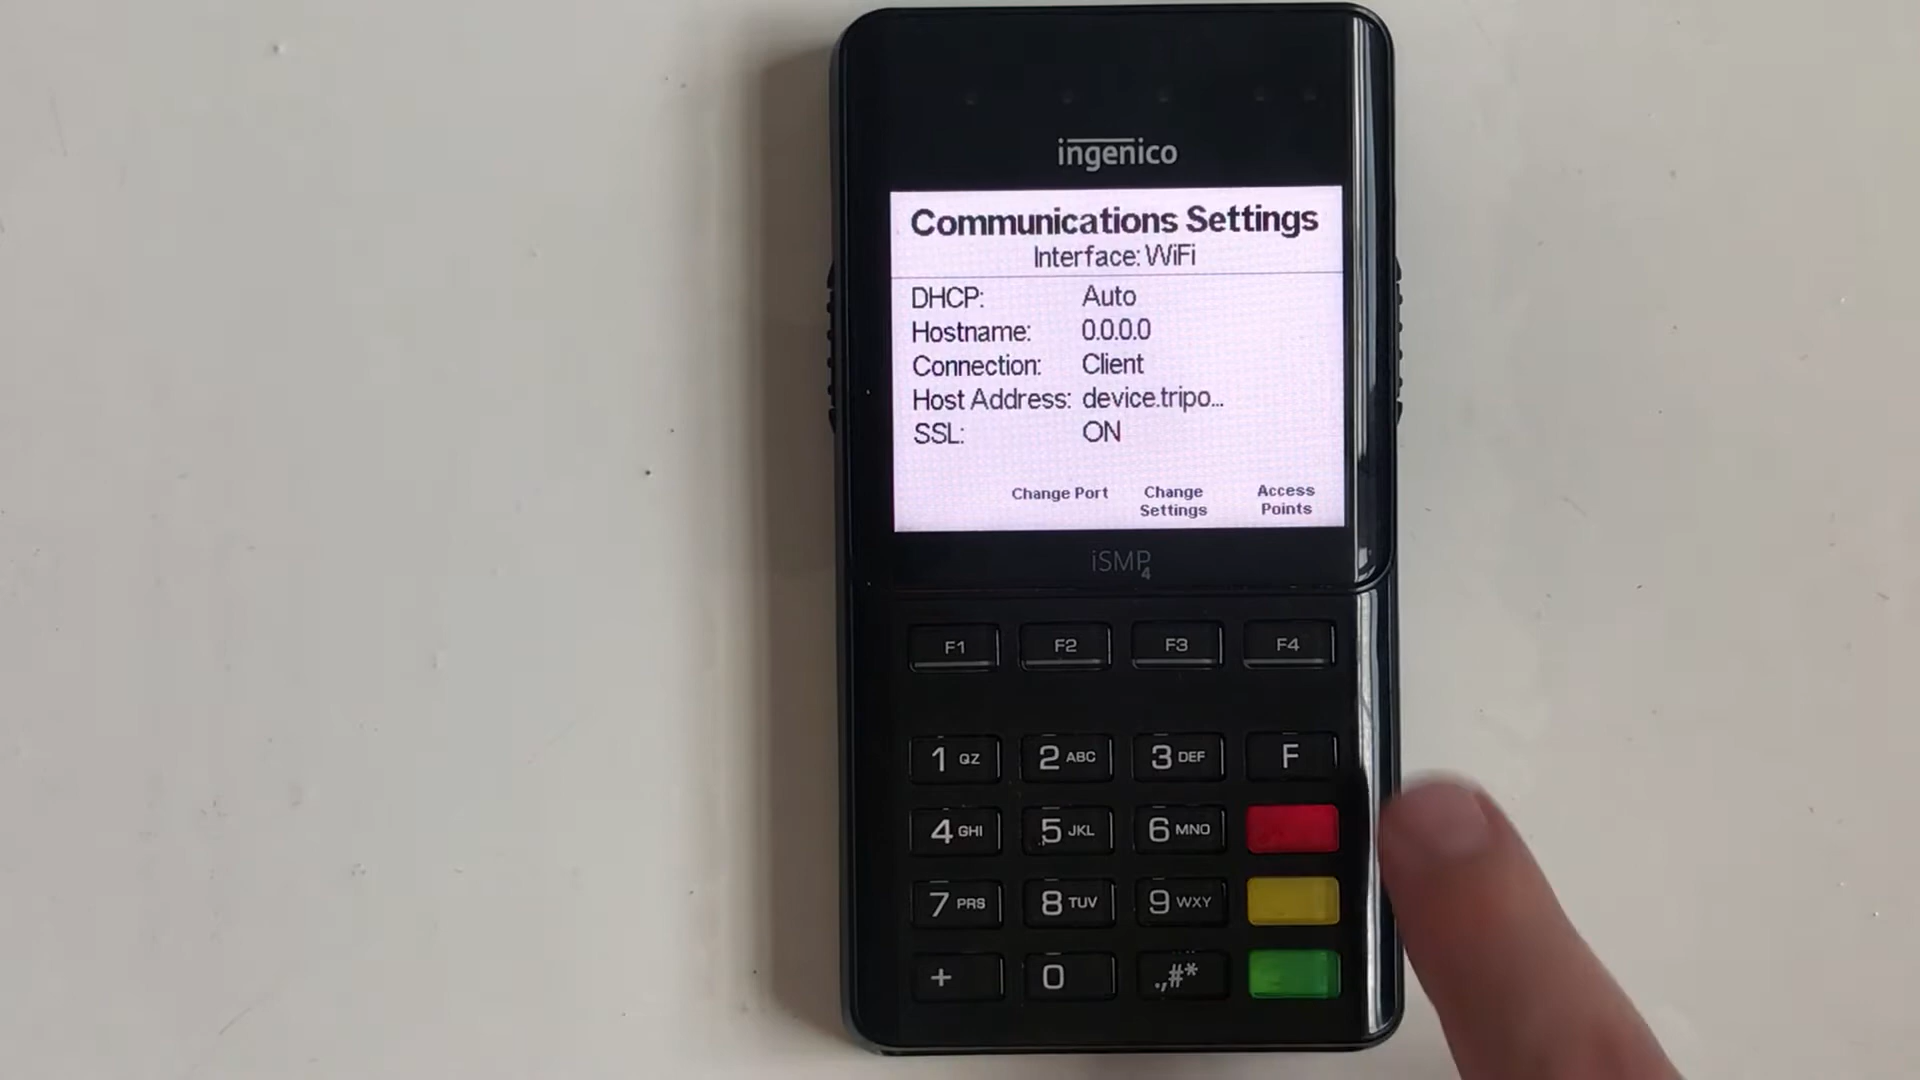 ingenico
Communications Settings
Interface: WiFi
DHCP: Auto
Hostname: 0.0.0.0
Connection: Client
Host Address: device.tripo...
SSL: ON
Change Port Change Settings Access Points
iSMP4
F1 F2 F3 F4
1 QZ 2 ABC 3 DEF F
4 GHI 5 JKL 6 MNO
7 PRS 8 TUV 9 WXY
+ 0 .,#*